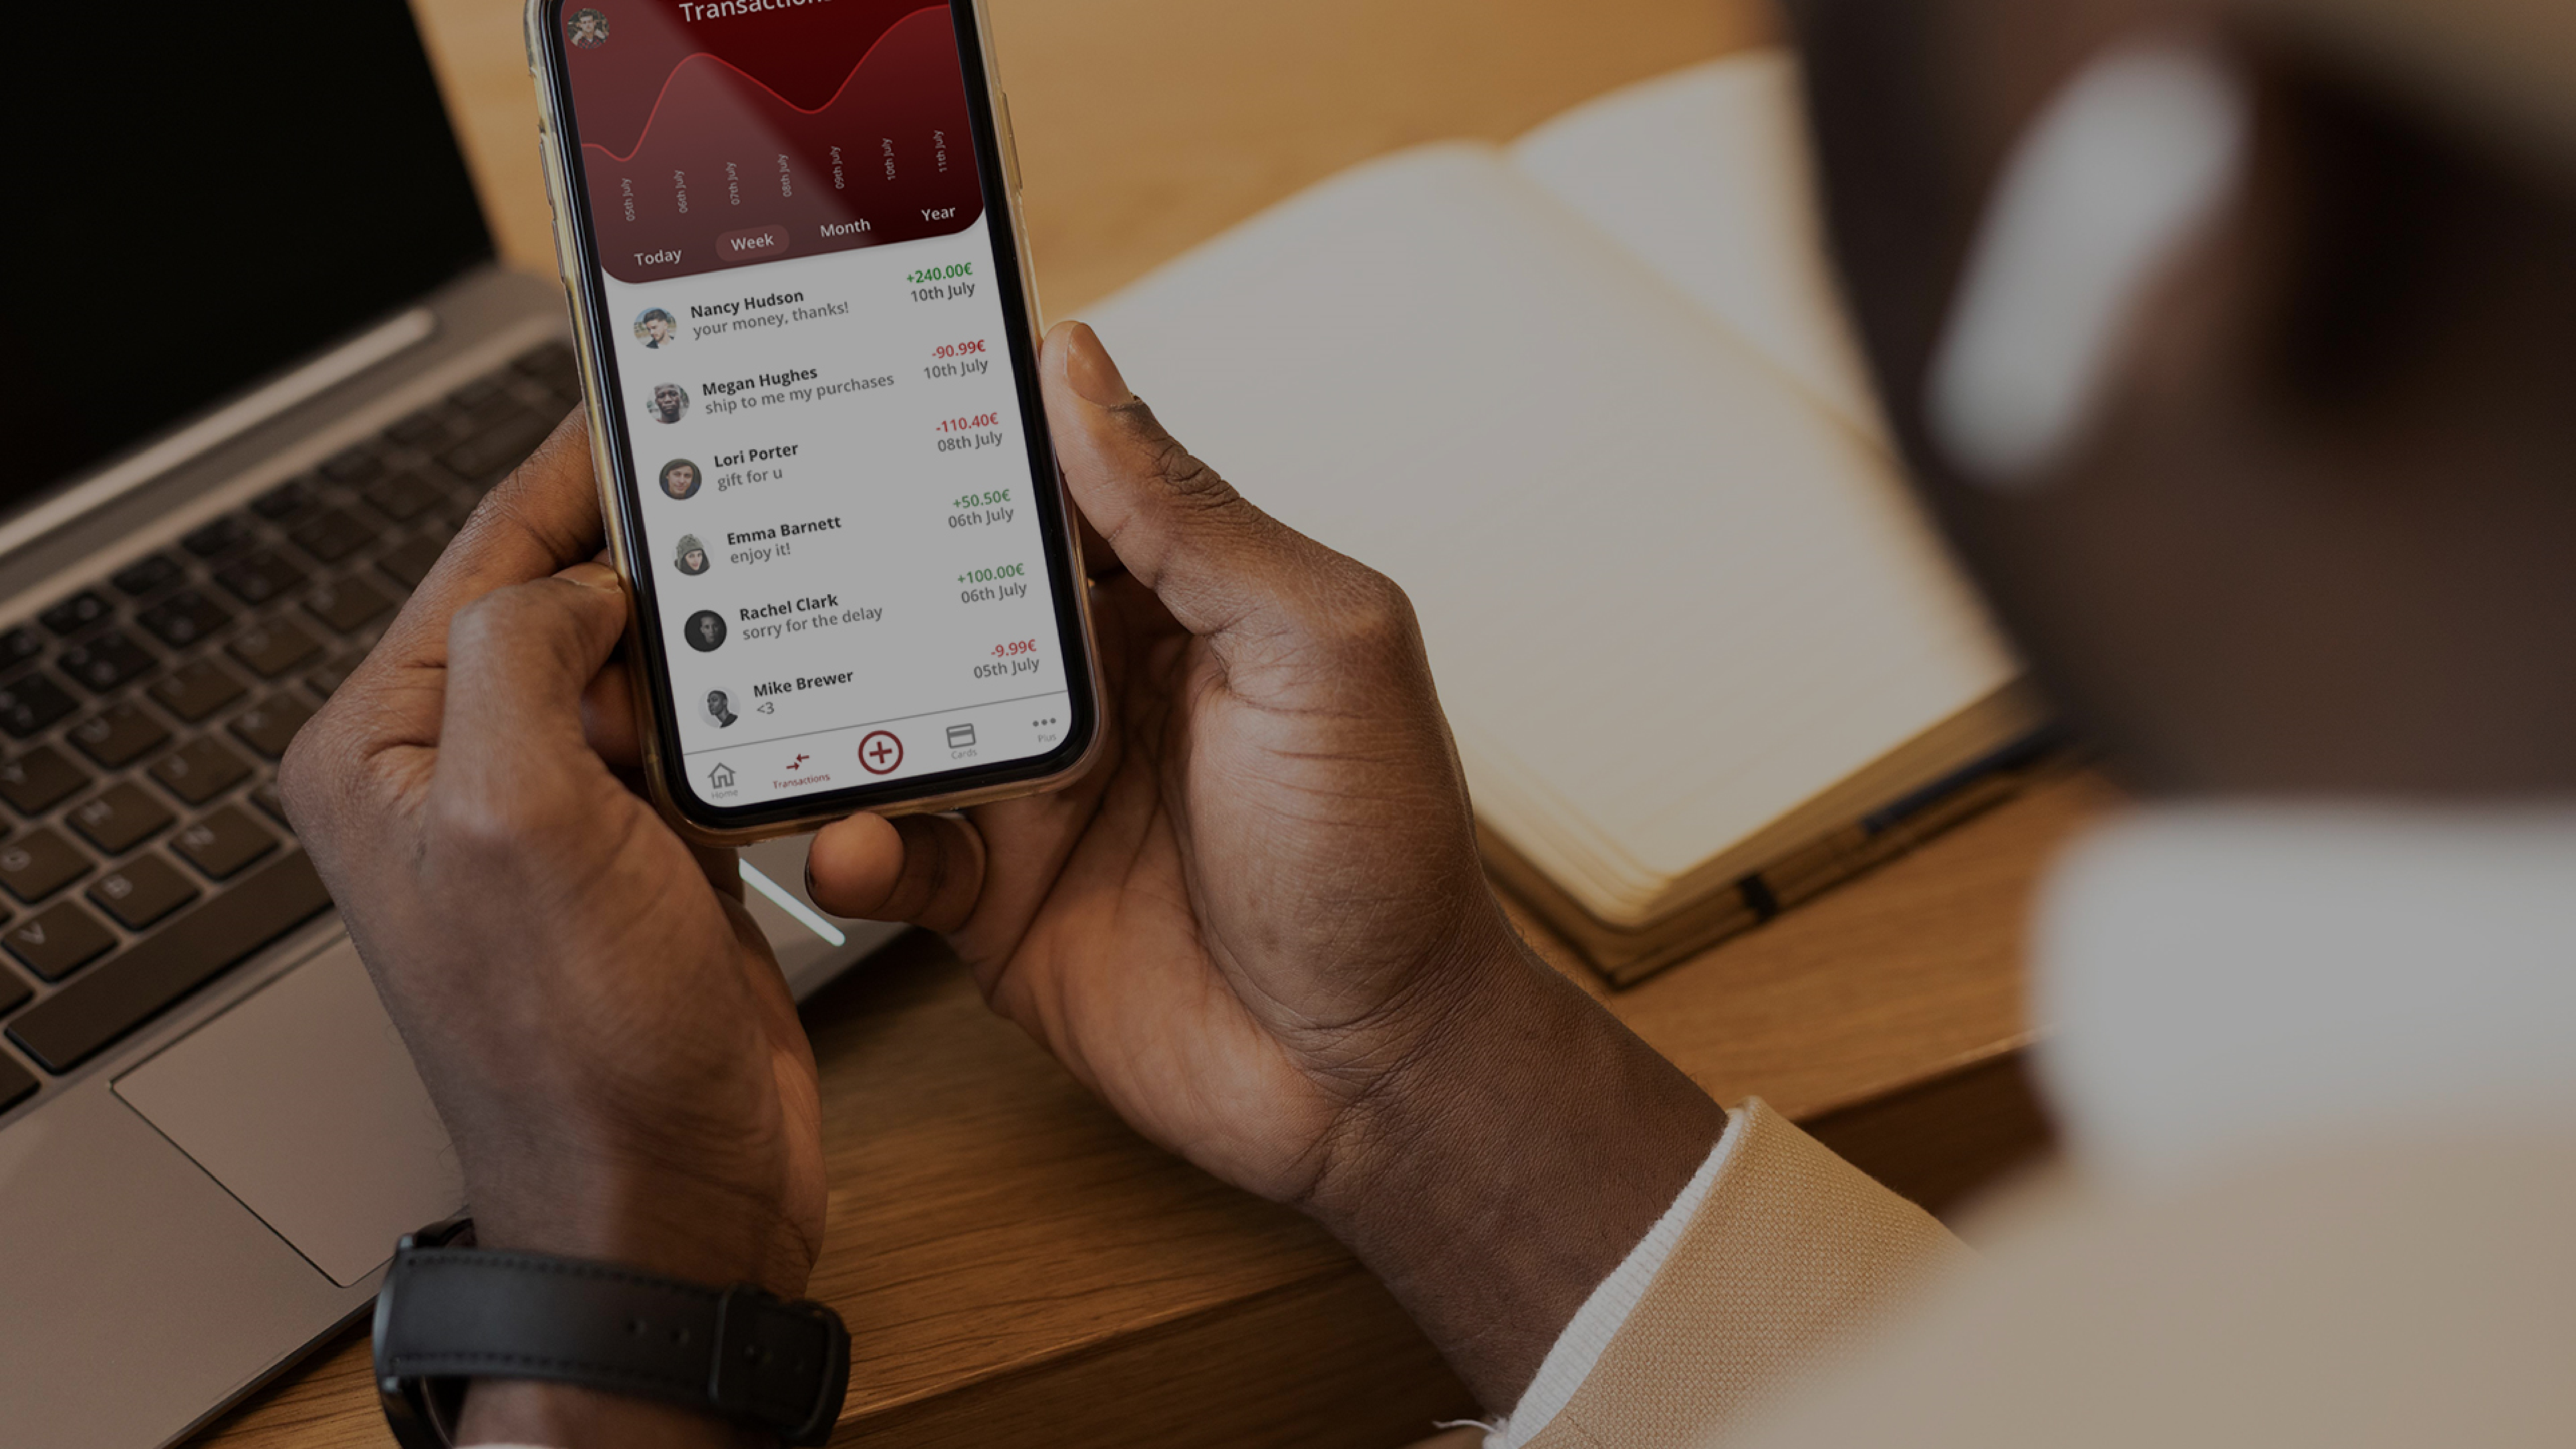 Transactions
05th July
06th July
07th July
08th July
09th July
10th July
11th July
Today
Week
Month
Year
Nancy Hudson
your money, thanks!
+240.00€
10th July
Megan Hughes
ship to me my purchases
-90.99€
10th July
Lori Porter
gift for u
-110.40€
08th July
Emma Barnett
enjoy it!
+50.50€
06th July
Rachel Clark
sorry for the delay
+100.00€
06th July
Mike Brewer
<3
-9.99€
05th July
Home
Transactions
Cards
Plus